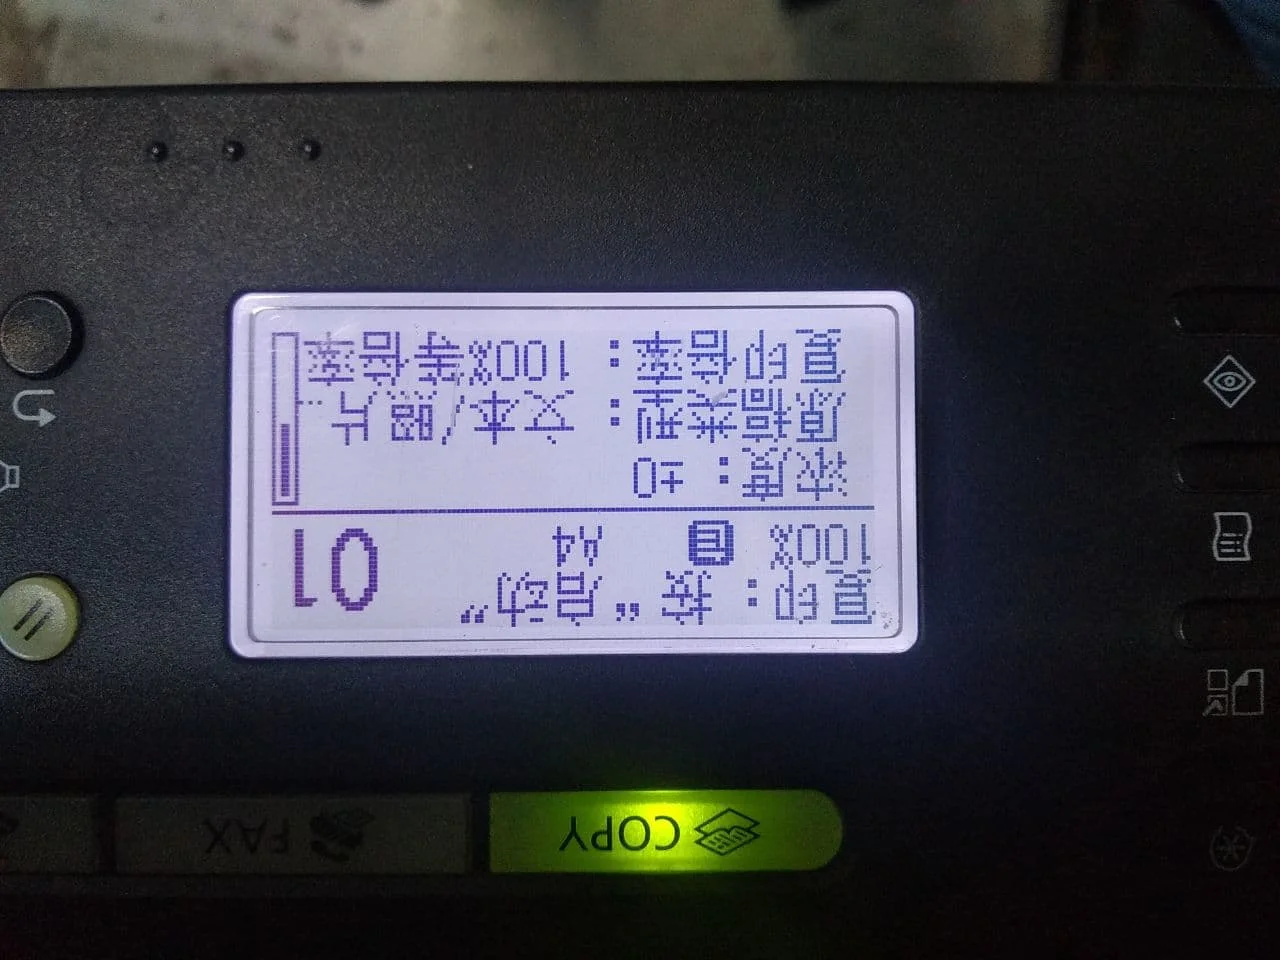 COPY FAX
复印：按“启动”
100% A4 01
浓度：±0
原稿类型：文本/照片...
复印倍率：100%等倍率